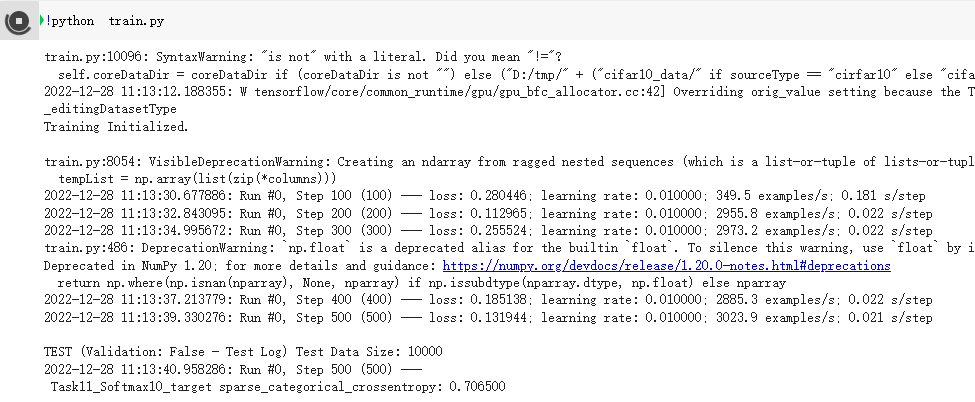 !python  train.py
train.py:10096: SyntaxWarning: "is not" with a literal. Did you mean "!="?
  self.coreDataDir = coreDataDir if (coreDataDir is not "") else ("D:/tmp/" + ("cifar10_data/" if sourceType == "cirfar10" else "cifa
2022-12-28 11:13:12.188355: W tensorflow/core/common_runtime/gpu/gpu_bfc_allocator.cc:42] Overriding orig_value setting because the T
_editingDatasetType
Training Initialized.
train.py:8054: VisibleDeprecationWarning: Creating an ndarray from ragged nested sequences (which is a list-or-tuple of lists-or-tupl
  tempList = np.array(list(zip(*columns)))
2022-12-28 11:13:30.677886: Run #0, Step 100 (100) —— loss: 0.280446; learning rate: 0.010000; 349.5 examples/s; 0.181 s/step
2022-12-28 11:13:32.843095: Run #0, Step 200 (200) —— loss: 0.112965; learning rate: 0.010000; 2955.8 examples/s; 0.022 s/step
2022-12-28 11:13:34.995672: Run #0, Step 300 (300) —— loss: 0.255524; learning rate: 0.010000; 2973.2 examples/s; 0.022 s/step
train.py:486: DeprecationWarning: `np.float` is a deprecated alias for the builtin `float`. To silence this warning, use `float` by i
Deprecated in NumPy 1.20; for more details and guidance: https://numpy.org/devdocs/release/1.20.0-notes.html#deprecations
  return np.where(np.isnan(nparray), None, nparray) if np.issubdtype(nparray.dtype, np.float) else nparray
2022-12-28 11:13:37.213779: Run #0, Step 400 (400) —— loss: 0.185138; learning rate: 0.010000; 2885.3 examples/s; 0.022 s/step
2022-12-28 11:13:39.330276: Run #0, Step 500 (500) —— loss: 0.131944; learning rate: 0.010000; 3023.9 examples/s; 0.021 s/step
TEST (Validation: False - Test Log) Test Data Size: 10000
2022-12-28 11:13:40.958286: Run #0, Step 500 (500) ——
 Task11_Softmax10_target sparse_categorical_crossentropy: 0.706500